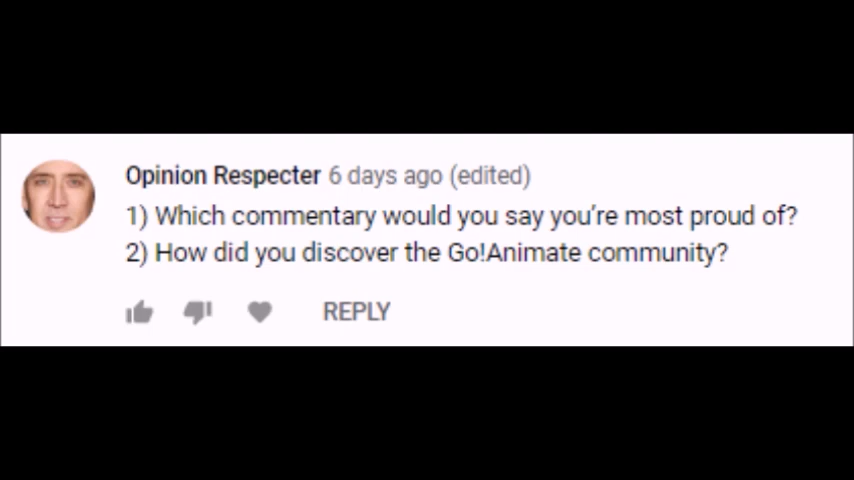 Opinion Respecter 6 days ago (edited)
1) Which commentary would you say you're most proud of?
2) How did you discover the Go!Animate community?
REPLY